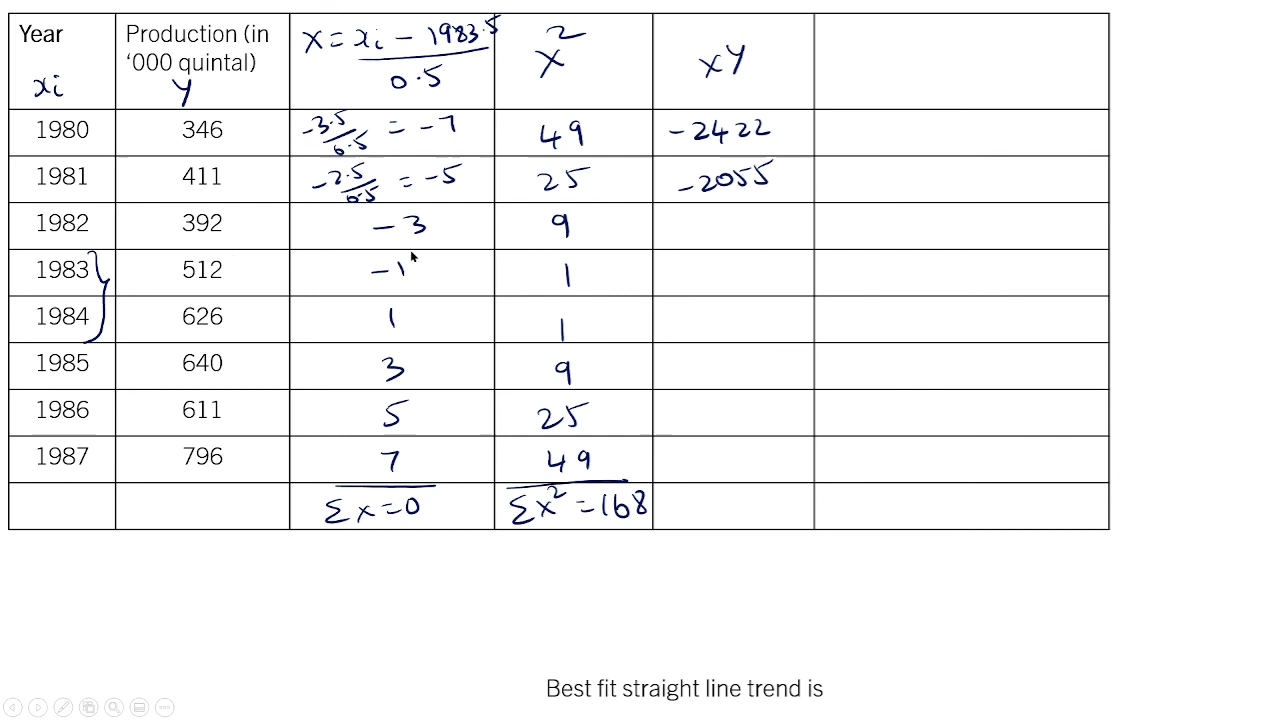 Year Production (in X = xi − 1983.5 X² XY
'000 quintal) 0.5
xi Y
1980 346 -3.5/0.5 = -7 49 -2422
1981 411 -2.5/0.5 = -5 25 -2055
1982 392 -3 9
1983 512 -1 1
1984 626 1 1
1985 640 3 9
1986 611 5 25
1987 796 7 49
Σx=0 Σx²=168
Best fit straight line trend is